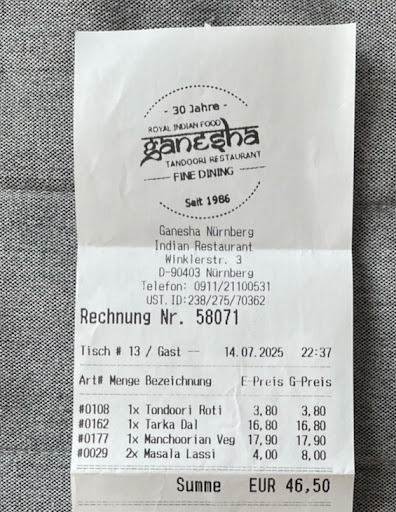 - 30 Jahre -
ROYAL INDIAN FOOD
ganesha
TANDOORI RESTAURANT
FINE DINING
Seit 1986
Ganesha Nürnberg
Indian Restaurant
Winklerstr. 3
D-90403 Nürnberg
Telefon: 0911/21100531
UST.ID:238/275/70362
Rechnung Nr. 58071
Tisch # 13 / Gast -- 14.07.2025 22:37
Art# Menge Bezeichnung E-Preis G-Preis
#0108 1x Tondoori Roti 3,80 3,80
#0162 1x Tarka Dal 16,80 16,80
#0177 1x Manchoorian Veg 17,90 17,90
#0029 2x Masala Lassi 4,00 8,00
Summe EUR 46,50